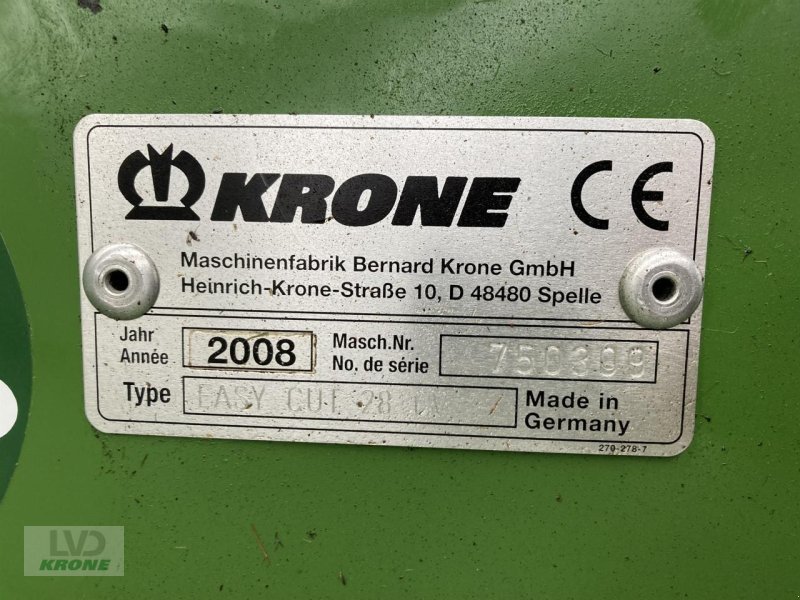 KRONE CE
Maschinenfabrik Bernard Krone GmbH
Heinrich-Krone-Straße 10, D 48480 Spelle
Jahr
Année
2008
Masch.Nr.
No. de série
750399
Type
EASY CUT 28
Made in
Germany
270-278-7
LVD
KRONE